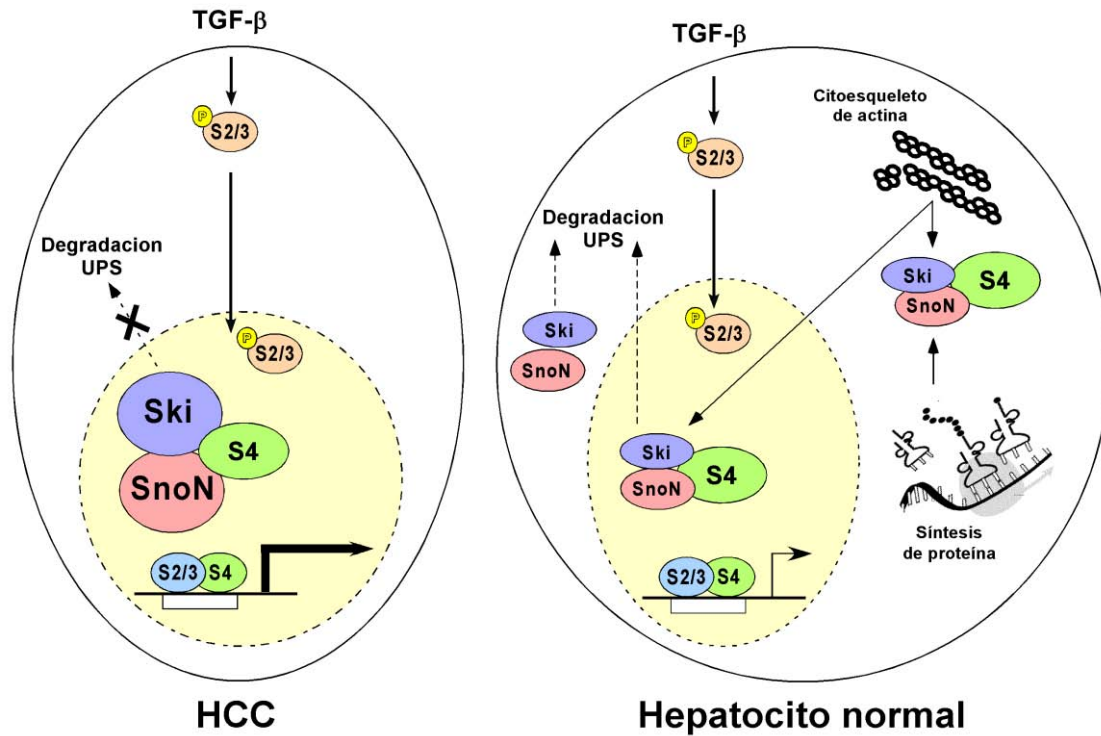 TGF-β
P
S2/3
Degradacion
UPS
P
S2/3
Ski
S4
SnoN
S2/3 S4
HCC
TGF-β
P
S2/3
Citoesqueleto
de actina
Degradacion
UPS
Ski
S4
SnoN
P
S2/3
Ski
SnoN
Ski
S4
SnoN
Síntesis
de proteína
S2/3 S4
Hepatocito normal